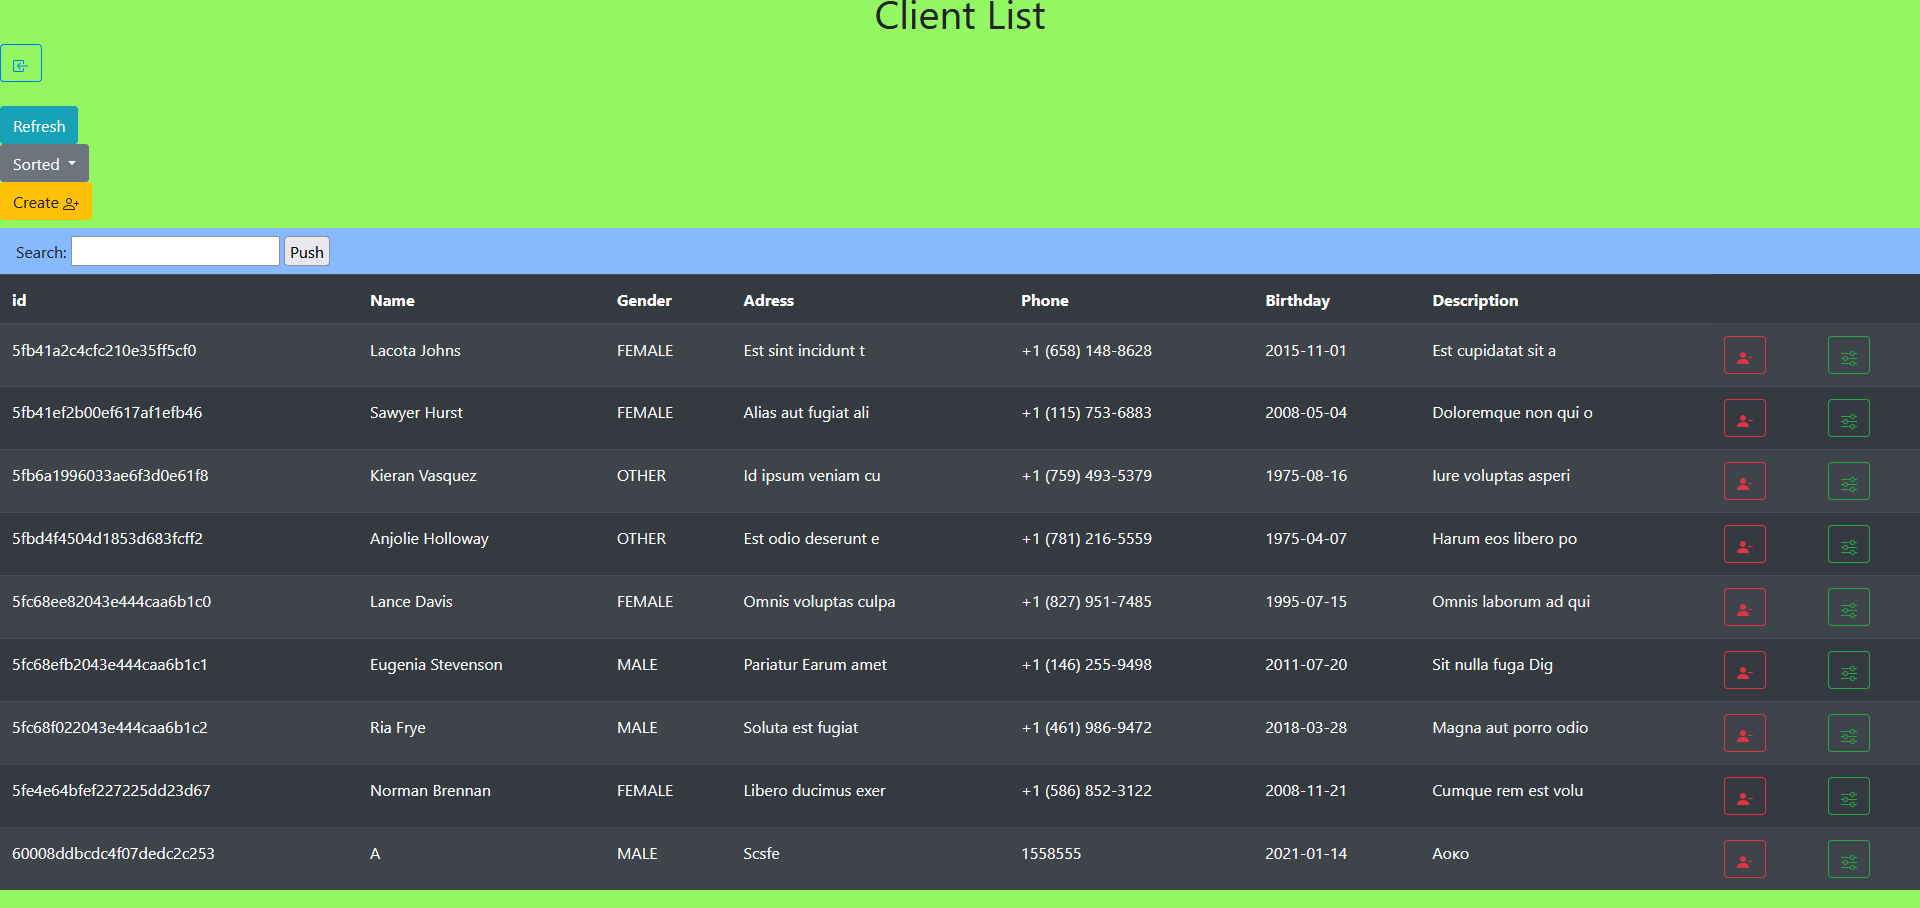 Client List
Refresh
Sorted
Create
Search: Push
id Name Gender Adress Phone Birthday Description
5fb41a2c4cfc210e35ff5cf0 Lacota Johns FEMALE Est sint incidunt t +1 (658) 148-8628 2015-11-01 Est cupidatat sit a
5fb41ef2b00ef617af1efb46 Sawyer Hurst FEMALE Alias aut fugiat ali +1 (115) 753-6883 2008-05-04 Doloremque non qui o
5fb6a1996033ae6f3d0e61f8 Kieran Vasquez OTHER Id ipsum veniam cu +1 (759) 493-5379 1975-08-16 Iure voluptas asperi
5fbd4f4504d1853d683fcff2 Anjolie Holloway OTHER Est odio deserunt e +1 (781) 216-5559 1975-04-07 Harum eos libero po
5fc68ee82043e444caa6b1c0 Lance Davis FEMALE Omnis voluptas culpa +1 (827) 951-7485 1995-07-15 Omnis laborum ad qui
5fc68efb2043e444caa6b1c1 Eugenia Stevenson MALE Pariatur Earum amet +1 (146) 255-9498 2011-07-20 Sit nulla fuga Dig
5fc68f022043e444caa6b1c2 Ria Frye MALE Soluta est fugiat +1 (461) 986-9472 2018-03-28 Magna aut porro odio
5fe4e64bfef227225dd23d67 Norman Brennan FEMALE Libero ducimus exer +1 (586) 852-3122 2008-11-21 Cumque rem est volu
60008ddbcdc4f07dedc2c253 A MALE Scsfe 1558555 2021-01-14 Аоко